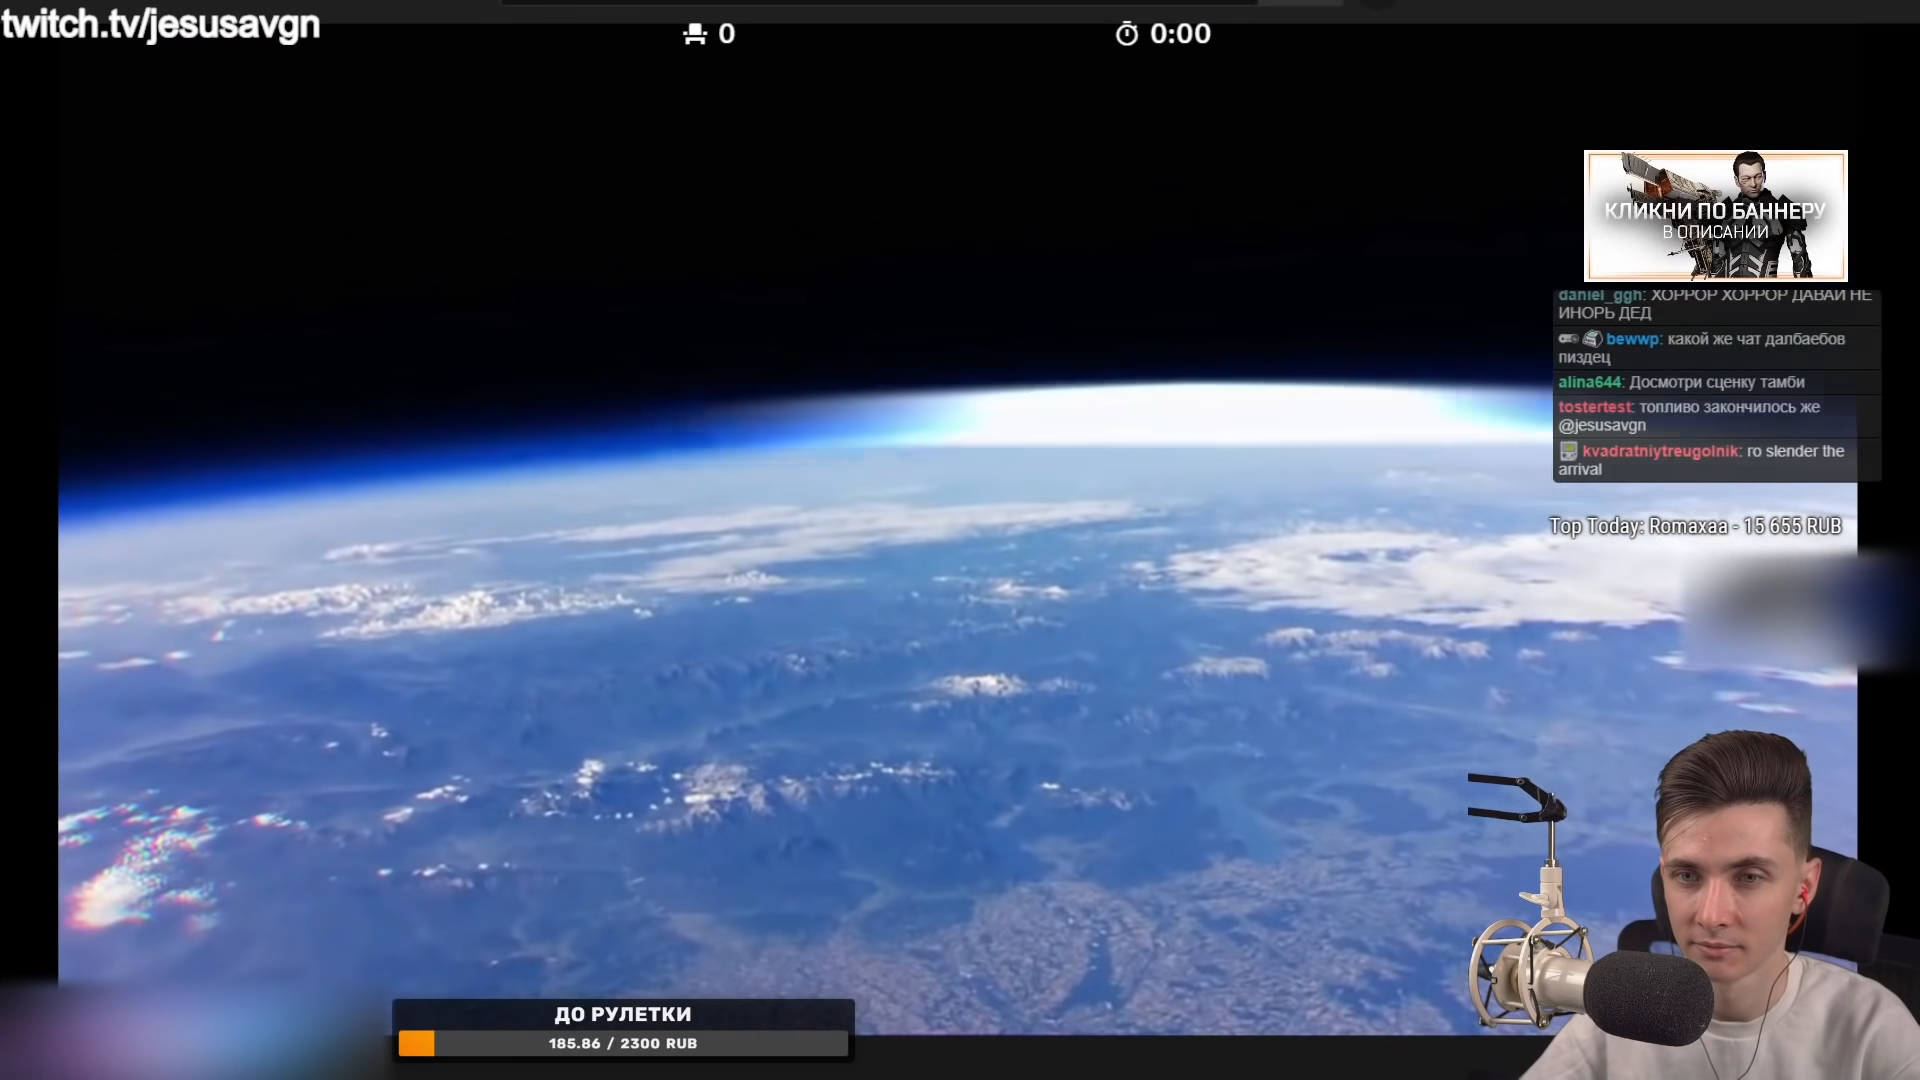 twitch.tv/jesusavgn
0
0:00
КЛИКНИ ПО БАННЕРУ
В ОПИСАНИИ
daniel_ggh: ХОРРОР ХОРРОР ДАВАЙ НЕ
ИНОРЬ ДЕД
bewwp: какой же чат далбаебов
пиздец
alina644: Досмотри сценку тамби
tostertest: топливо закончилось же
@jesusavgn
kvadratniytreugolnik: го slender the
arrival
Top Today: Romaxaa - 15 655 RUB
ДО РУЛЕТКИ
185.86 / 2300 RUB